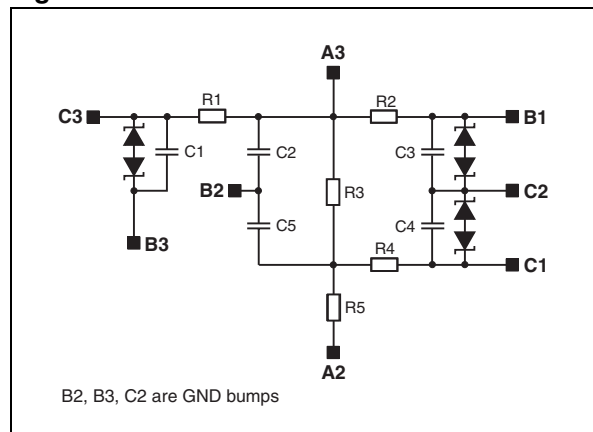 A3
C3
R1
R2
B1
C1
C2
C3
B2
R3
C2
C5
C4
B3
R4
C1
R5
A2
B2, B3, C2 are GND bumps